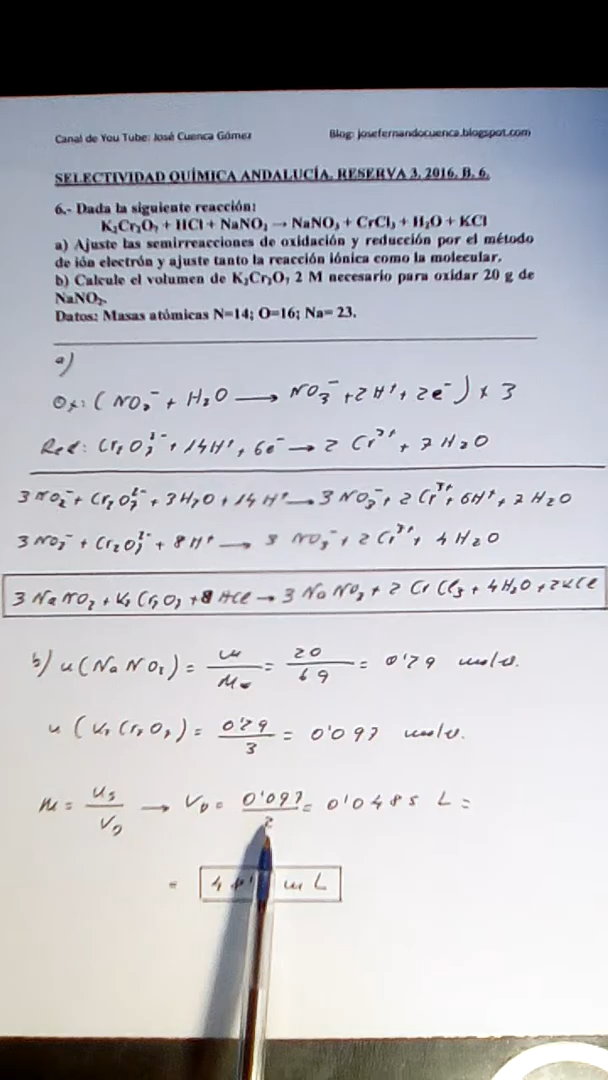 Canal de You Tube: José Cuenca Gómez Blog: josefernandocuenca.blogspot.com
SELECTIVIDAD QUÍMICA ANDALUCÍA. RESERVA 3. 2016. B. 6.
6.- Dada la siguiente reacción:
K₂Cr₂O₇ + HCl + NaNO₂ → NaNO₃ + CrCl₃ + H₂O + KCl
a) Ajuste las semirreacciones de oxidación y reducción por el método
de ión electrón y ajuste tanto la reacción iónica como la molecular.
b) Calcule el volumen de K₂Cr₂O₇ 2 M necesario para oxidar 20 g de
NaNO₂.
Datos: Masas atómicas N=14; O=16; Na= 23.
a)
Ox: ( NO₂⁻ + H₂O → NO₃⁻ + 2H⁺ + 2e⁻ ) x 3
Red: Cr₂O₇²⁻ + 14H⁺ + 6e⁻ → 2 Cr³⁺ + 7 H₂O
3 NO₂⁻ + Cr₂O₇²⁻ + 3H₂O + 14 H⁺ → 3 NO₃⁻ + 2 Cr³⁺ + 6H⁺ + 7 H₂O
3 NO₂⁻ + Cr₂O₇²⁻ + 8 H⁺ → 3 NO₃⁻ + 2 Cr³⁺ + 4 H₂O
3 NaNO₂ + K₂Cr₂O₇ + 8 HCl → 3 NaNO₃ + 2 CrCl₃ + 4H₂O + 2KCl
b) n (NaNO₂) = m/Mm = 20/69 = 0'29 moles.
n (K₂Cr₂O₇) = 0'29/3 = 0'097 moles.
M = ns/VD → VD = 0'097/2 = 0'0485 L =
= mL